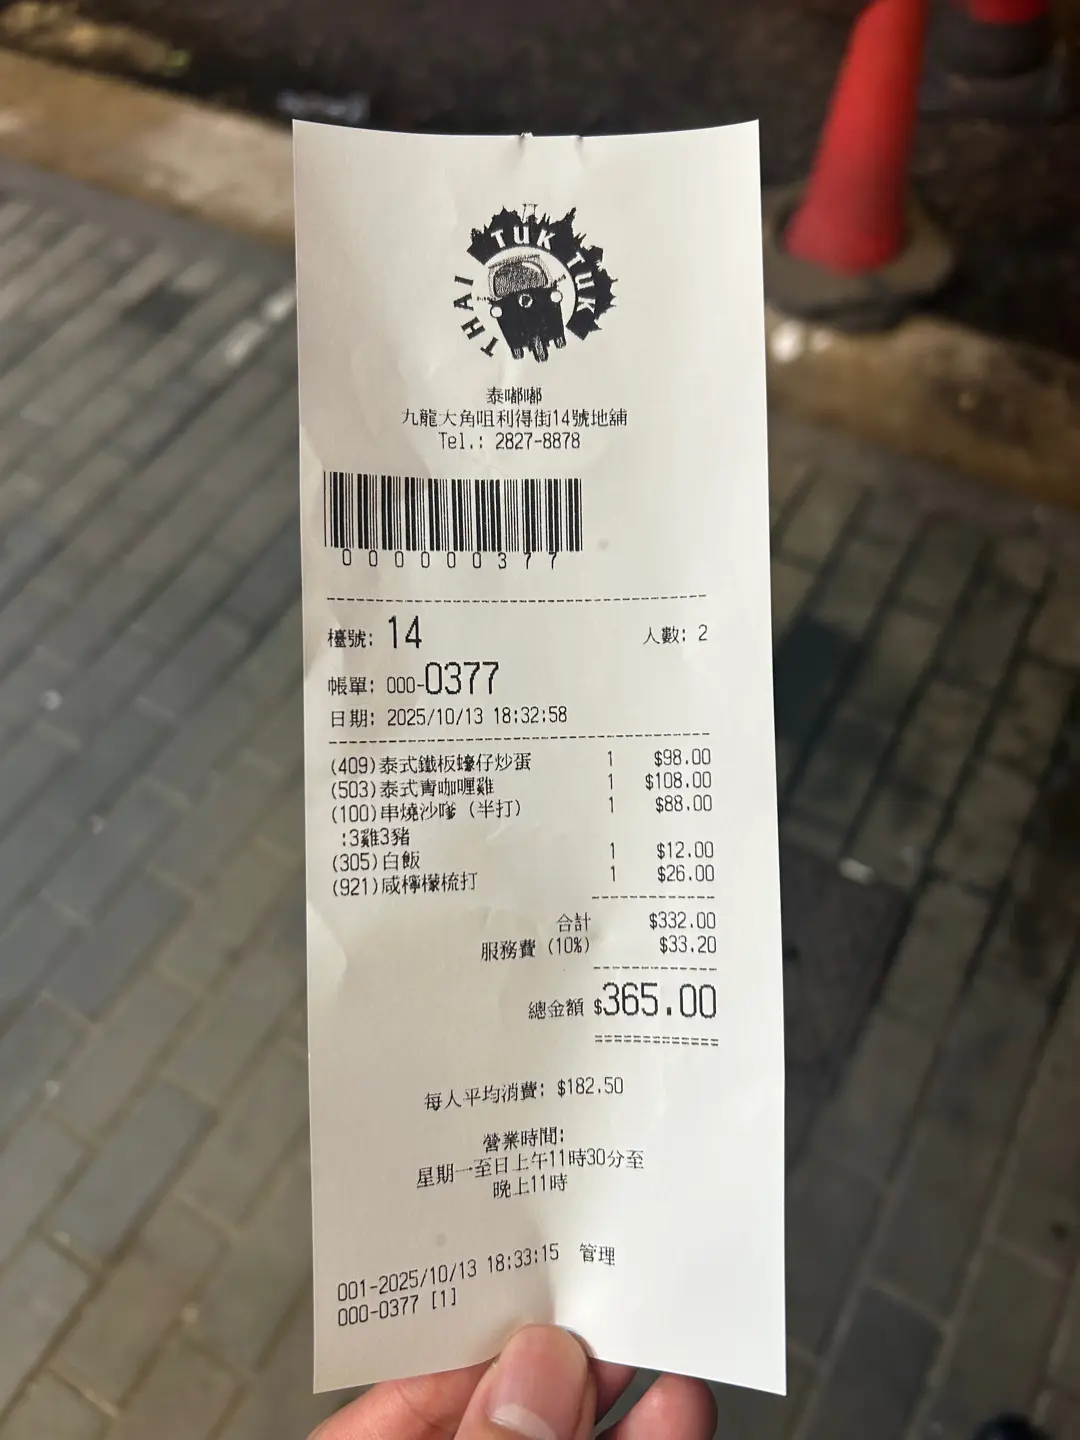 THAI TUK TUK
泰嘟嘟
九龍大角咀利得街14號地舖
Tel.: 2827-8878
000000377
檯號: 14 人數: 2
帳單: 000-0377
日期: 2025/10/13 18:32:58
(409)泰式鐵板蠔仔炒蛋 1 $98.00
(503)泰式青咖喱雞 1 $108.00
(100)串燒沙嗲 (半打) 1 $88.00
:3雞3豬
(305)白飯 1 $12.00
(921)咸檸檬梳打 1 $26.00
合計 $332.00
服務費 (10%) $33.20
總金額 $365.00
每人平均消費: $182.50
營業時間:
星期一至日上午11時30分至
晚上11時
001-2025/10/13 18:33:15 管理
000-0377 [1]